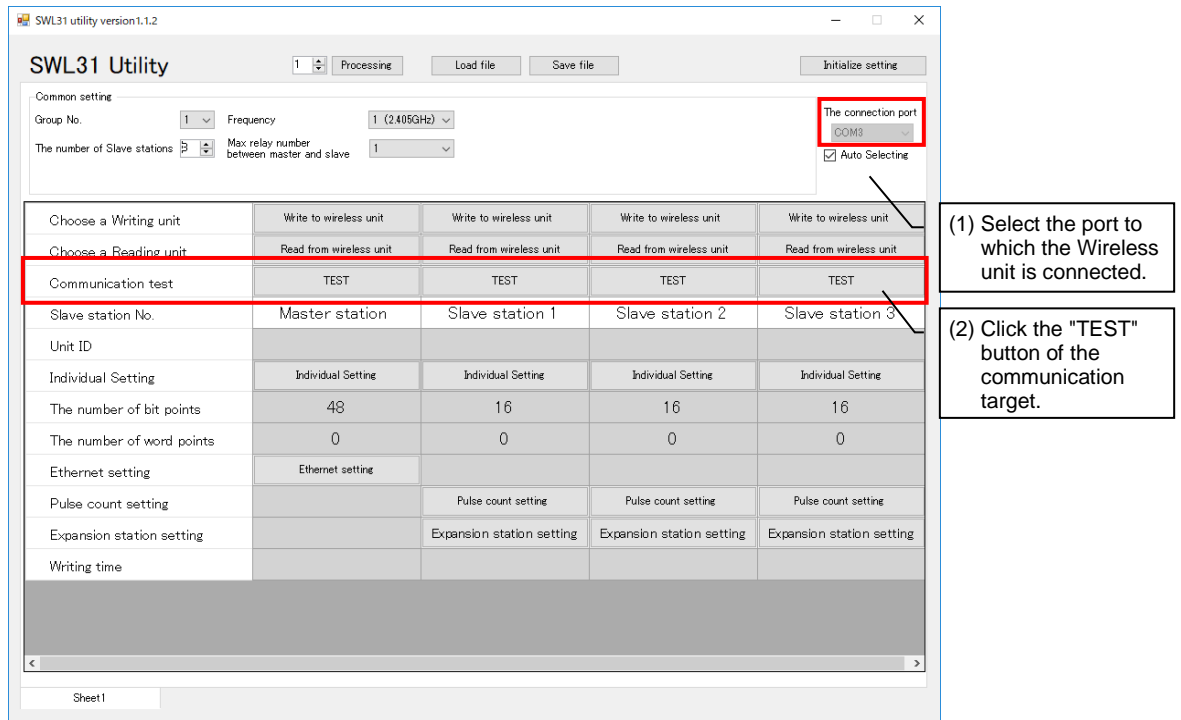 SWL31 utility version1.1.2
SWL31 Utility
1 Processing Load file Save file Initialize setting
Common setting
Group No. 1 Frequency 1 (2.405GHz)
The number of Slave stations 3 Max relay number
between master and slave 1
The connection port
COM3
Auto Selecting
Choose a Writing unit Write to wireless unit Write to wireless unit Write to wireless unit Write to wireless unit
Choose a Reading unit Read from wireless unit Read from wireless unit Read from wireless unit Read from wireless unit
Communication test TEST TEST TEST TEST
Slave station No. Master station Slave station 1 Slave station 2 Slave station 3
Unit ID
Individual Setting Individual Setting Individual Setting Individual Setting Individual Setting
The number of bit points 48 16 16 16
The number of word points 0 0 0 0
Ethernet setting Ethernet setting
Pulse count setting Pulse count setting Pulse count setting Pulse count setting
Expansion station setting Expansion station setting Expansion station setting Expansion station setting
Writing time
Sheet1
(1) Select the port to
which the Wireless
unit is connected.
(2) Click the "TEST"
button of the
communication
target.